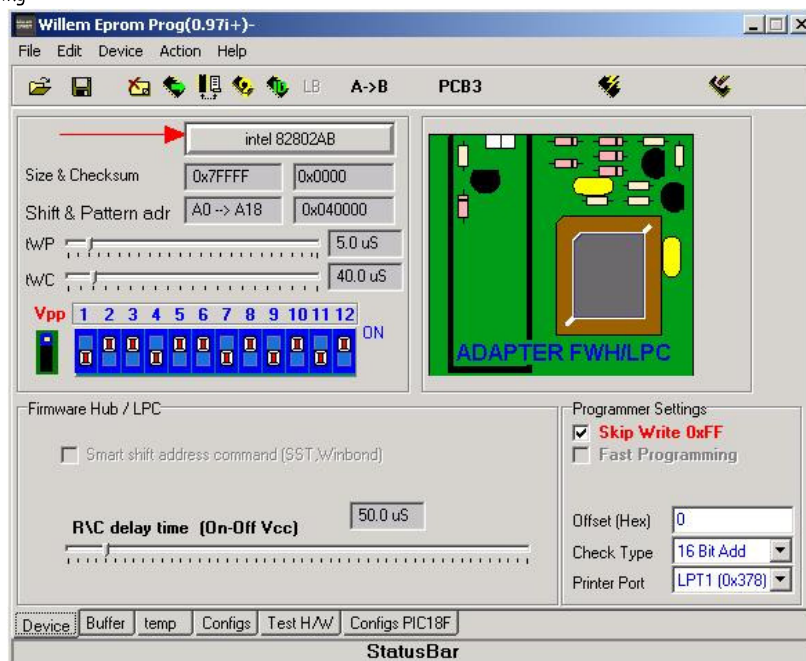 Willem Eprom Prog(0.97i+)-
File Edit Device Action Help
LB A->B PCB3
intel 82802AB
Size & Checksum 0x7FFFF 0x0000
Shift & Pattern adr A0 --> A18 0x040000
tWP 5.0 uS
tWC 40.0 uS
Vpp 1 2 3 4 5 6 7 8 9 10 11 12
ON
ADAPTER FWH/LPC
Firmware Hub / LPC
Smart shift address command (SST,Winbond)
R\C delay time (On-Off Vcc) 50.0 uS
Programmer Settings
Skip Write 0xFF
Fast Programming
Offset (Hex) 0
Check Type 16 Bit Add
Printer Port LPT1 (0x378)
Device Buffer temp Configs Test H/W Configs PIC18F
StatusBar